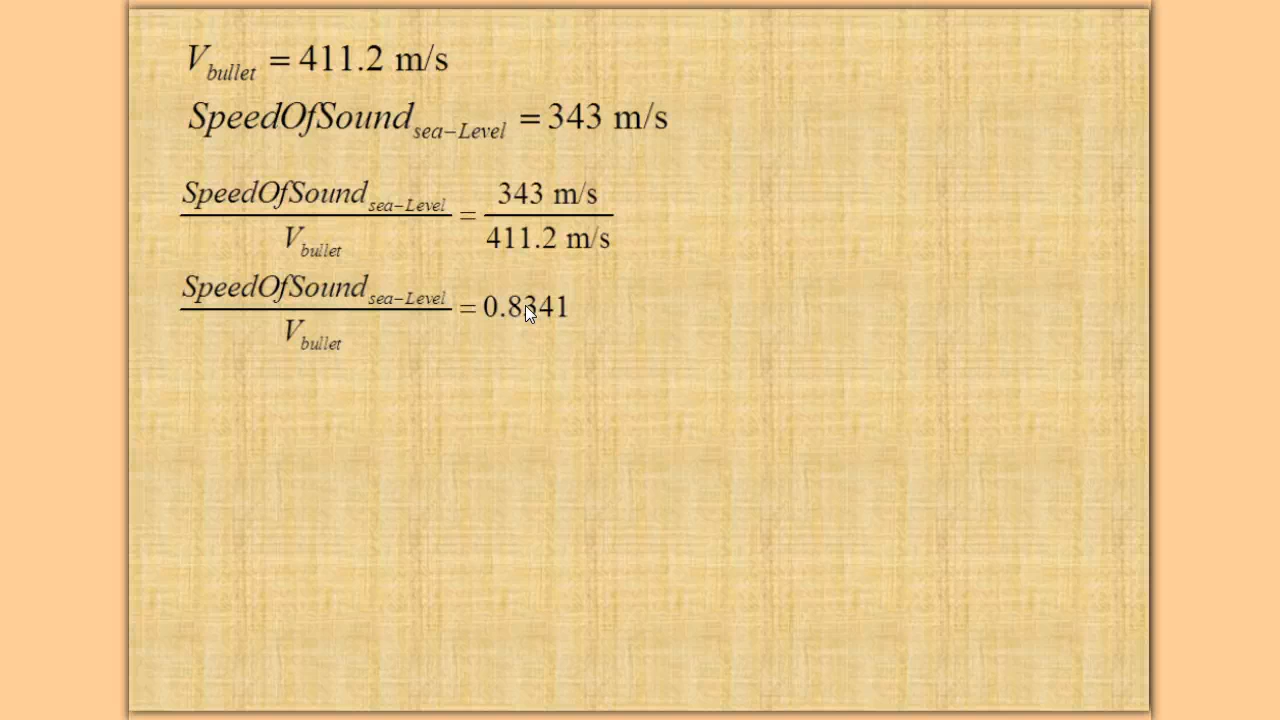 V_bullet = 411.2 m/s
SpeedOfSound_sea−Level = 343 m/s
SpeedOfSound_sea−Level / V_bullet = 343 m/s / 411.2 m/s
SpeedOfSound_sea−Level / V_bullet = 0.8341